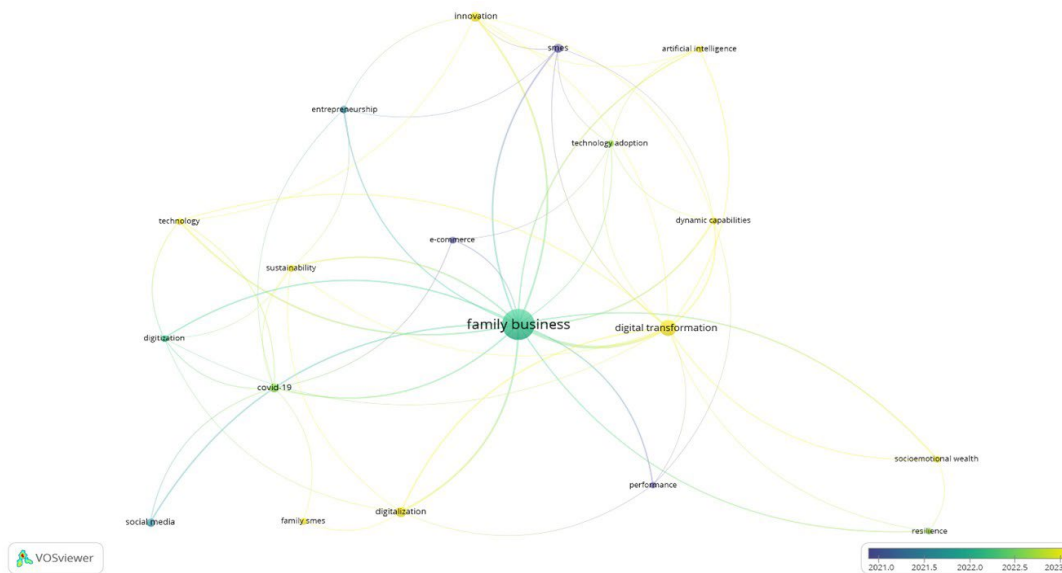 innovation
smes
artificial intelligence
entrepreneurship
technology adoption
technology
dynamic capabilities
e-commerce
sustainability
family business
digital transformation
digitization
covid-19
socioemotional wealth
performance
digitalization
social media
family smes
resilience
VOSviewer
2021.0 2021.5 2022.0 2022.5